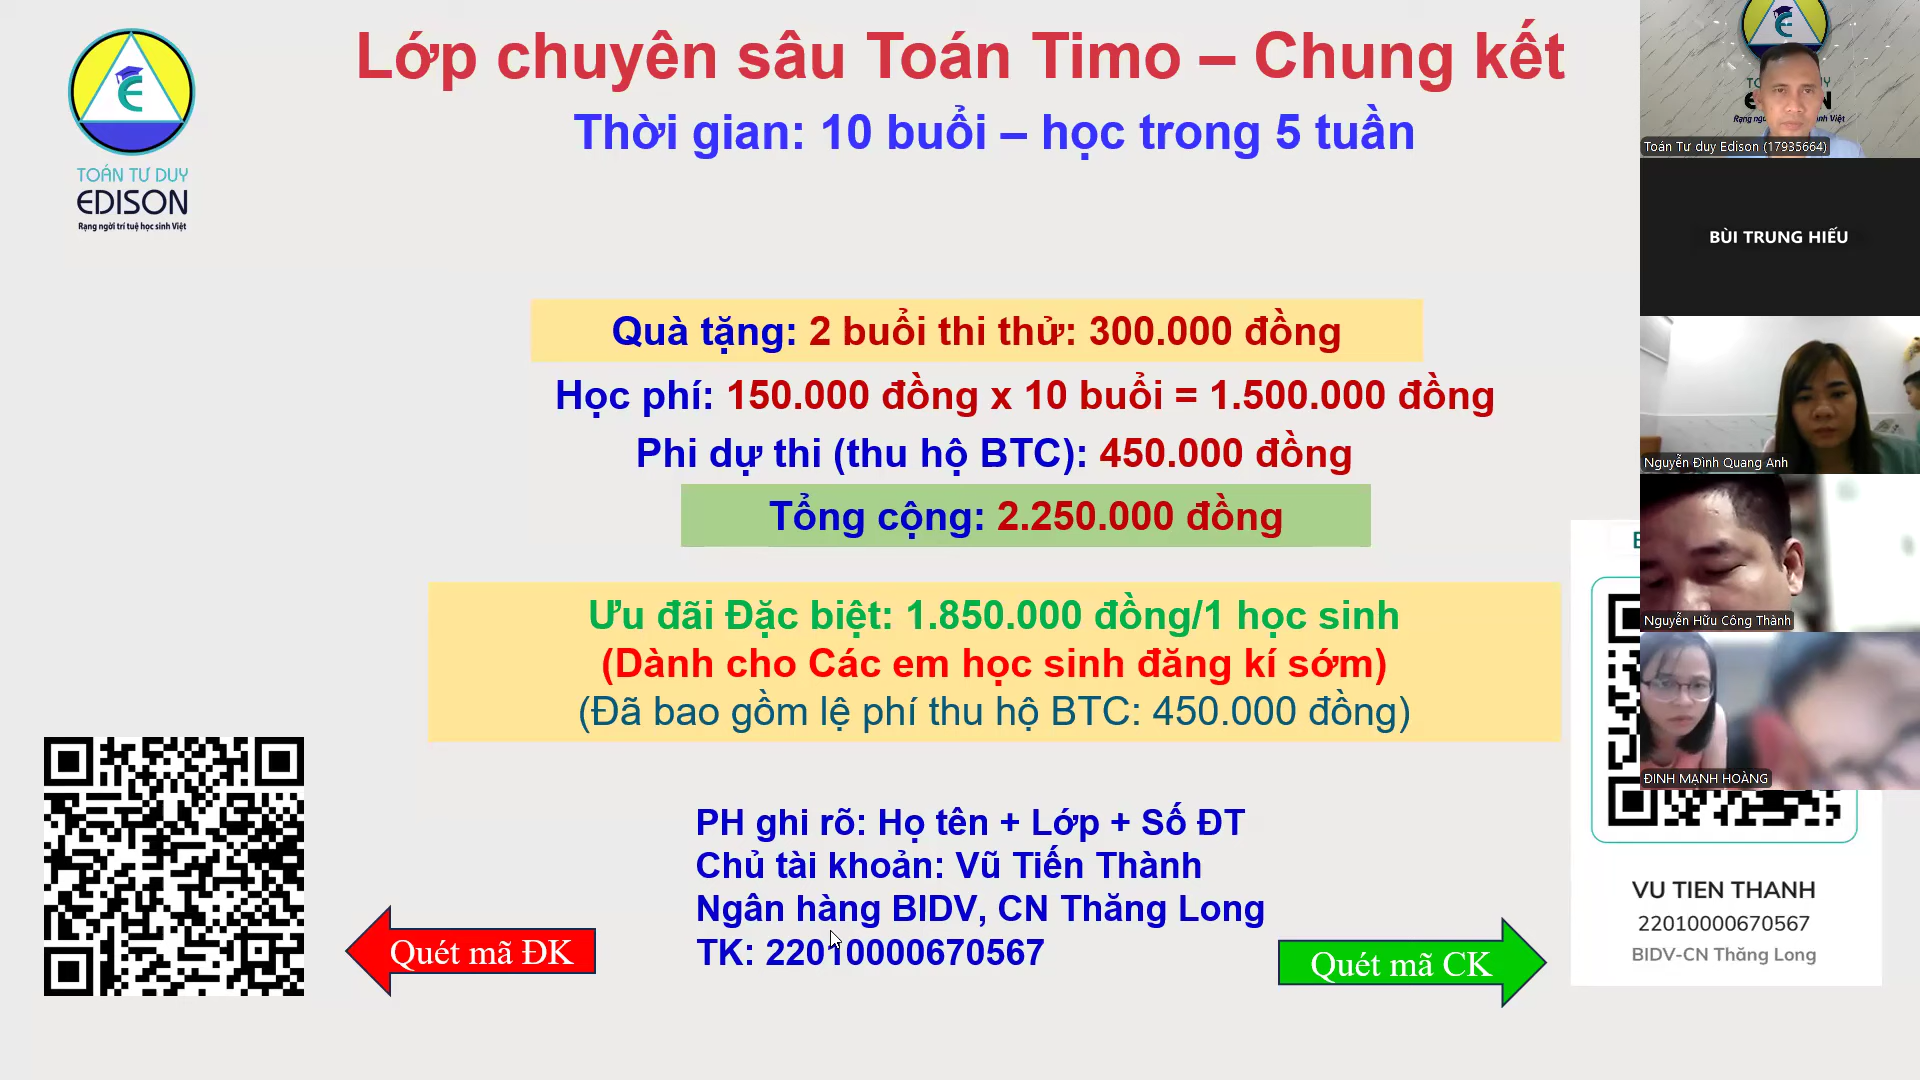 Lớp chuyên sâu Toán Timo – Chung kết
Thời gian: 10 buổi – học trong 5 tuần
TOÁN TƯ DUY
EDISON
Rạng ngời trí tuệ học sinh Việt
Quà tặng: 2 buổi thi thử: 300.000 đồng
Học phí: 150.000 đồng x 10 buổi = 1.500.000 đồng
Phi dự thi (thu hộ BTC): 450.000 đồng
Tổng cộng: 2.250.000 đồng
Ưu đãi Đặc biệt: 1.850.000 đồng/1 học sinh
(Dành cho Các em học sinh đăng kí sớm)
(Đã bao gồm lệ phí thu hộ BTC: 450.000 đồng)
PH ghi rõ: Họ tên + Lớp + Số ĐT
Chủ tài khoản: Vũ Tiến Thành
Ngân hàng BIDV, CN Thăng Long
TK: 22010000670567
Quét mã ĐK
Quét mã CK
VU TIEN THANH
22010000670567
BIDV-CN Thăng Long
Toán Tư duy Edison (17935664)
BÙI TRUNG HIẾU
Nguyễn Đình Quang Anh
Nguyễn Hữu Công Thành
ĐINH MẠNH HOÀNG